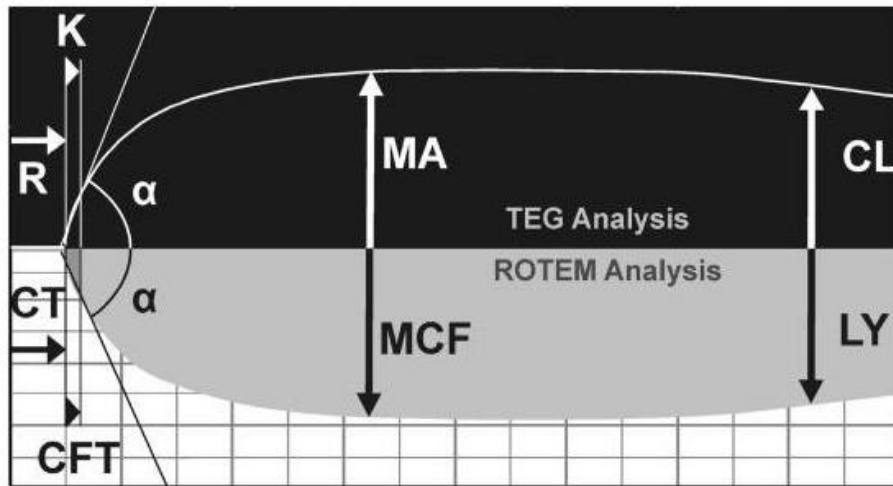 K
R
α
MA
CL
TEG Analysis
ROTEM Analysis
CT
α
MCF
LY
CFT